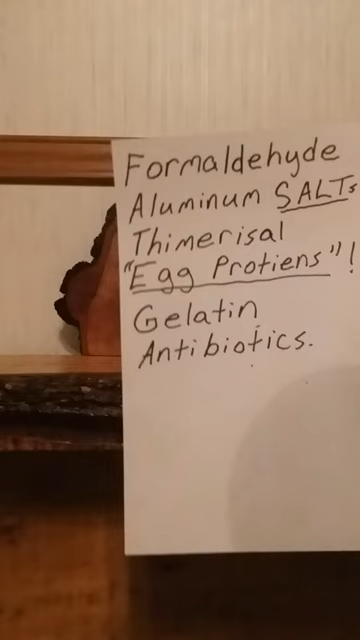 Formaldehyde
Aluminum SALTs
Thimerisal
"Egg Protiens"!
Gelatin
Antibiotics.